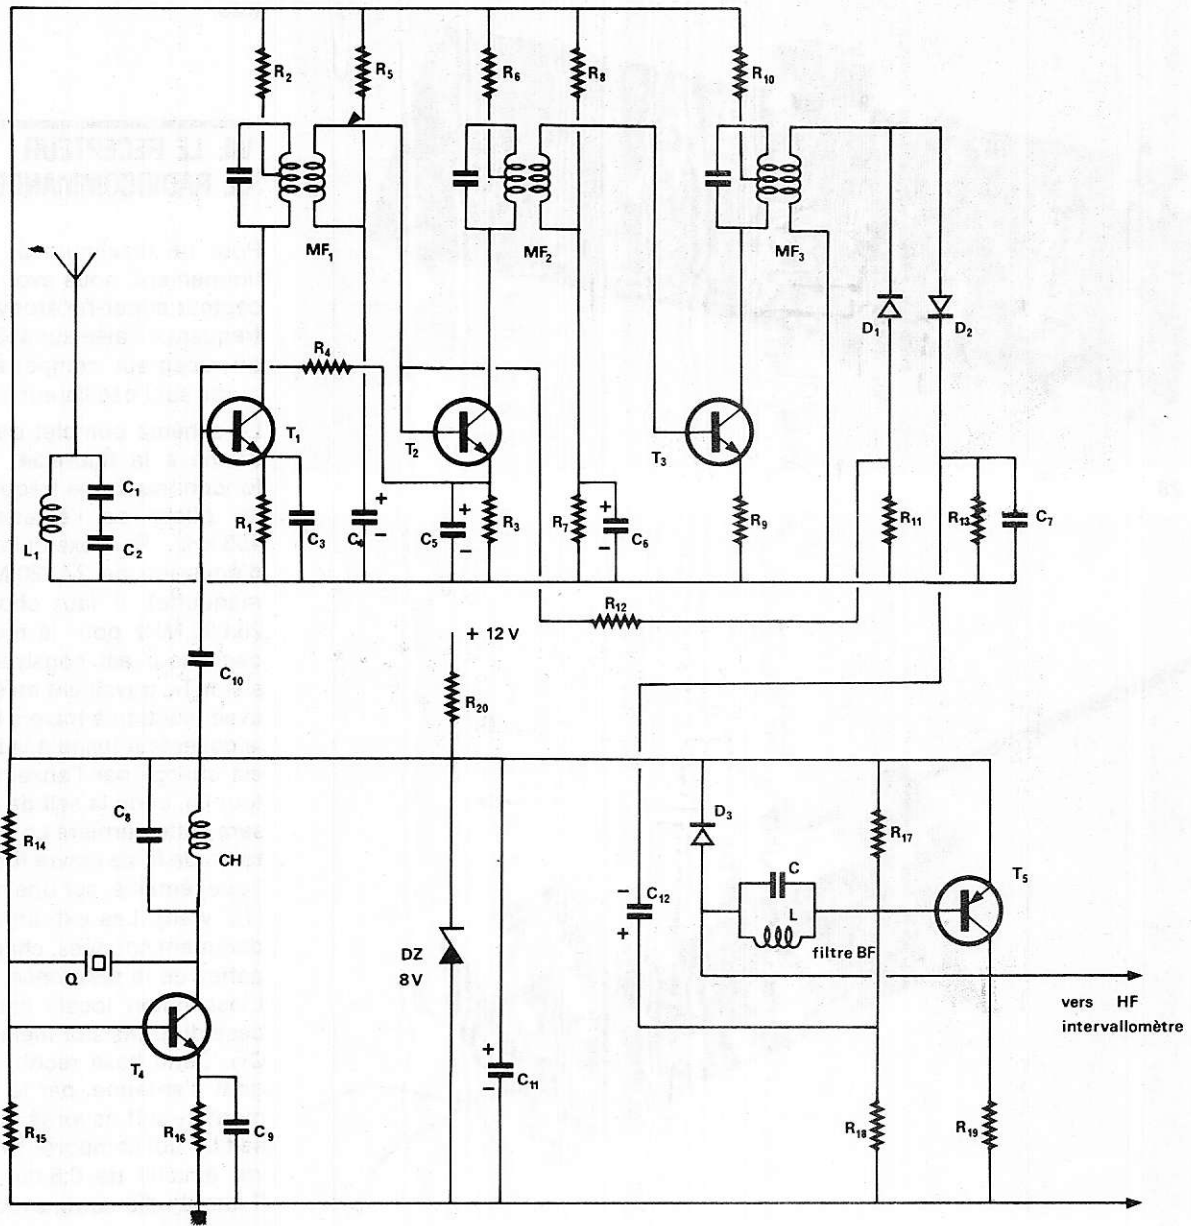 R2
R5
R6
R8
R10
MF1
MF2
MF3
D1
D2
R4
T1
T2
T3
C1
L1
C2
R1
C3
+
C4
-
+
C5
-
R3
R7
+
C6
-
R9
R11
R13
C7
R12
+ 12 V
C10
R20
C8
CH
R14
D3
R17
C
T5
-
C12
+
L
filtre BF
DZ
8V
Q
vers HF
intervallomètre
T4
+
C11
-
R15
R16
C9
R18
R19